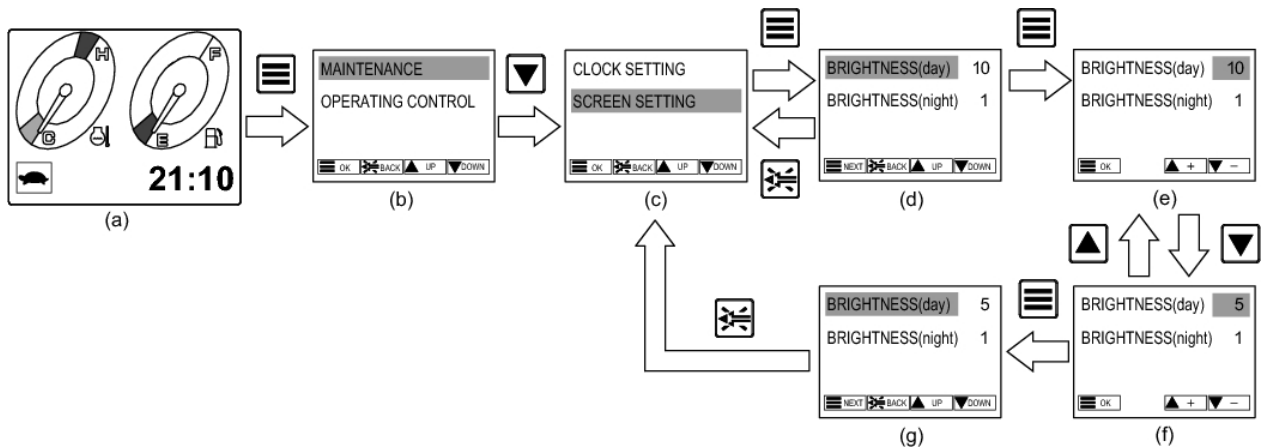 H
C
F
E
21:10
(a)
MAINTENANCE
OPERATING CONTROL
OK BACK UP DOWN
(b)
CLOCK SETTING
SCREEN SETTING
OK BACK UP DOWN
(c)
BRIGHTNESS(day) 10
BRIGHTNESS(night) 1
NEXT BACK UP DOWN
(d)
BRIGHTNESS(day) 10
BRIGHTNESS(night) 1
OK + −
(e)
BRIGHTNESS(day) 5
BRIGHTNESS(night) 1
NEXT BACK UP DOWN
(g)
BRIGHTNESS(day) 5
BRIGHTNESS(night) 1
OK + −
(f)